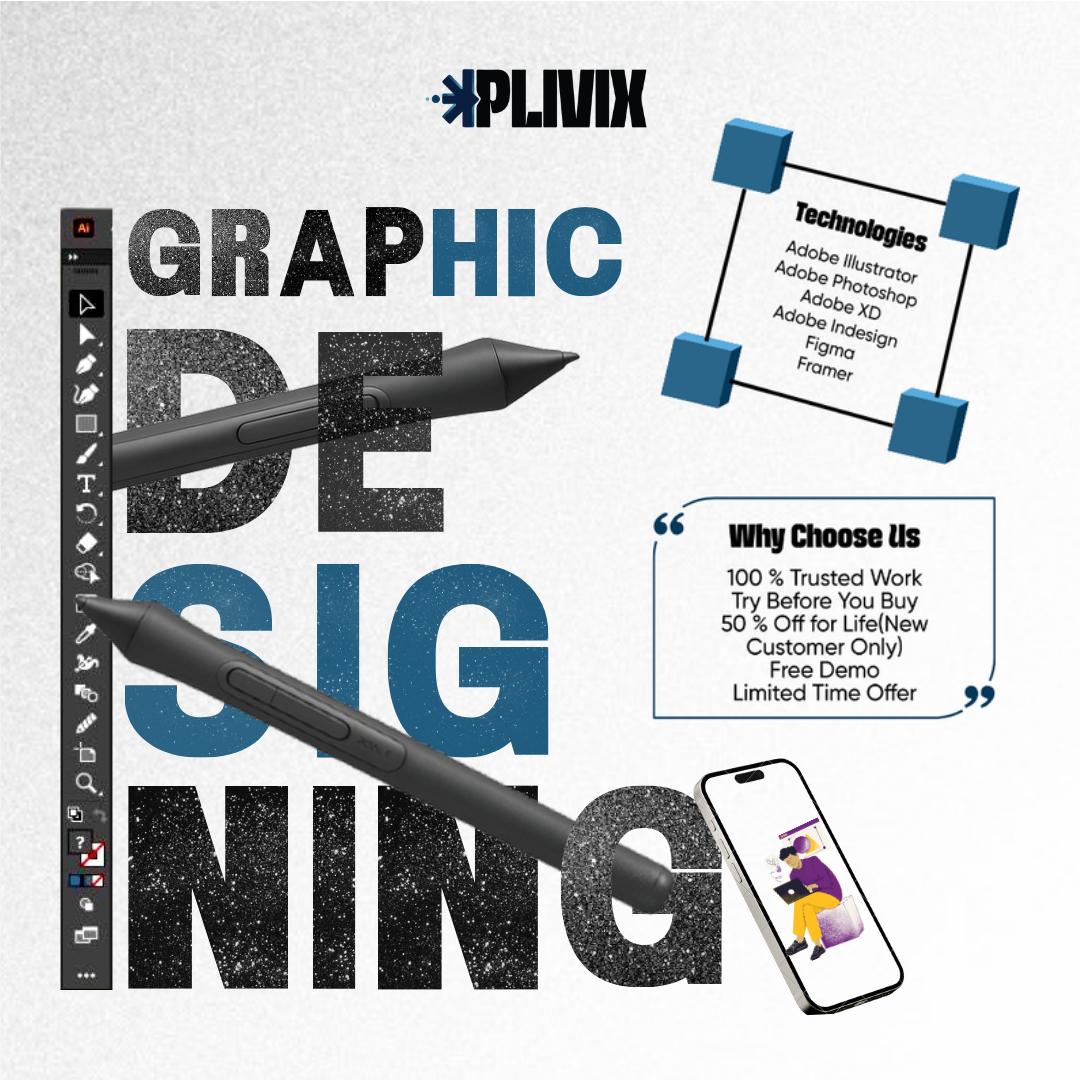 PLIVIX
GRAPHIC
DE
SIG
NING
Ai
T
?
Technologies
Adobe Illustrator
Adobe Photoshop
Adobe XD
Adobe Indesign
Figma
Framer
“
Why Choose Us
100 % Trusted Work
Try Before You Buy
50 % Off for Life(New
Customer Only)
Free Demo
Limited Time Offer
”